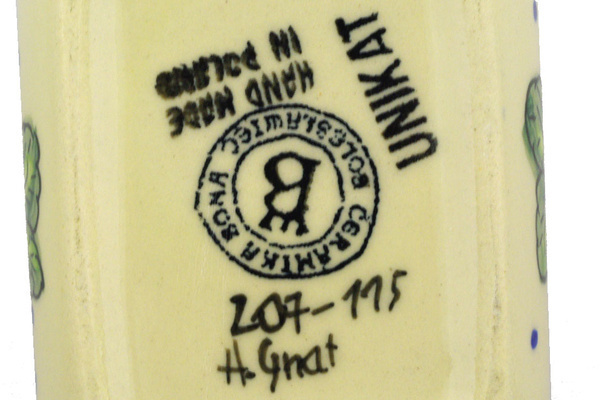 HAND MADE
IN POLAND
UNIKAT
BOLESŁAWIEC
CERAMIKA BONA
B
207-115
H. Gnat